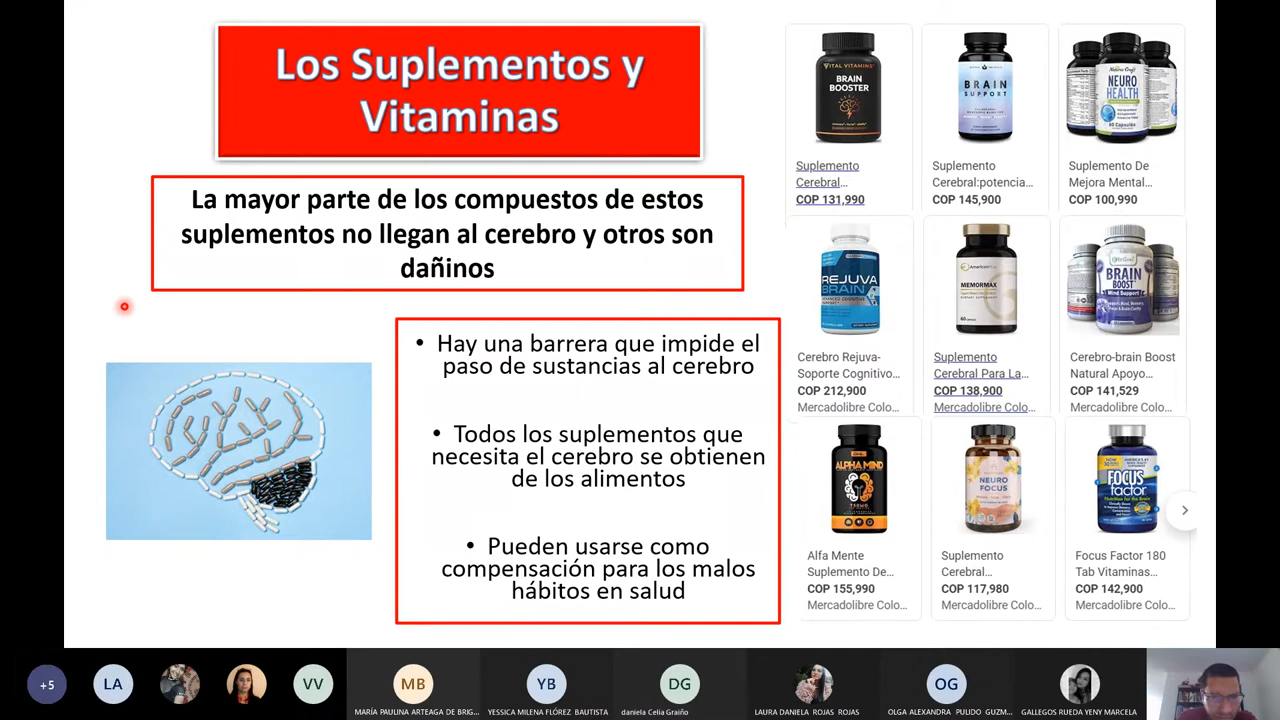 Los Suplementos y
Vitaminas
La mayor parte de los compuestos de estos
suplementos no llegan al cerebro y otros son
dañinos
• Hay una barrera que impide el
paso de sustancias al cerebro
• Todos los suplementos que
necesita el cerebro se obtienen
de los alimentos
• Pueden usarse como
compensación para los malos
hábitos en salud
VITAL VITAMINS
BRAIN
BOOSTER
Suplemento
Cerebral...
COP 131,990
BRAIN
SUPPORT
Suplemento
Cerebral:potencia...
COP 145,900
NEURO
HEALTH
Suplemento De
Mejora Mental...
COP 100,990
REJUVA
BRAIN
Cerebro Rejuva-
Soporte Cognitivo...
COP 212,900
Mercadolibre Colo...
MEMORMAX
Suplemento
Cerebral Para La...
COP 138,900
Mercadolibre Colo...
BRAIN
BOOST
Mind Support
Cerebro-brain Boost
Natural Apoyo...
COP 141,529
Mercadolibre Colo...
ALPHA MIND
Alfa Mente
Suplemento De...
COP 155,990
Mercadolibre Colo...
NEURO
FOCUS
Suplemento
Cerebral...
COP 117,980
Mercadolibre Colo...
FOCUS
factor
Focus Factor 180
Tab Vitaminas...
COP 142,900
Mercadolibre Colo...
+5
LA
VV
MB
MARÍA PAULINA ARTEAGA DE BRIG...
YB
YESSICA MILENA FLÓREZ BAUTISTA
DG
daniela Celia Graiño
LAURA DANIELA ROJAS ROJAS
OG
OLGA ALEXANDRA PULIDO GUZM...
GALLEGOS RUEDA YENY MARCELA